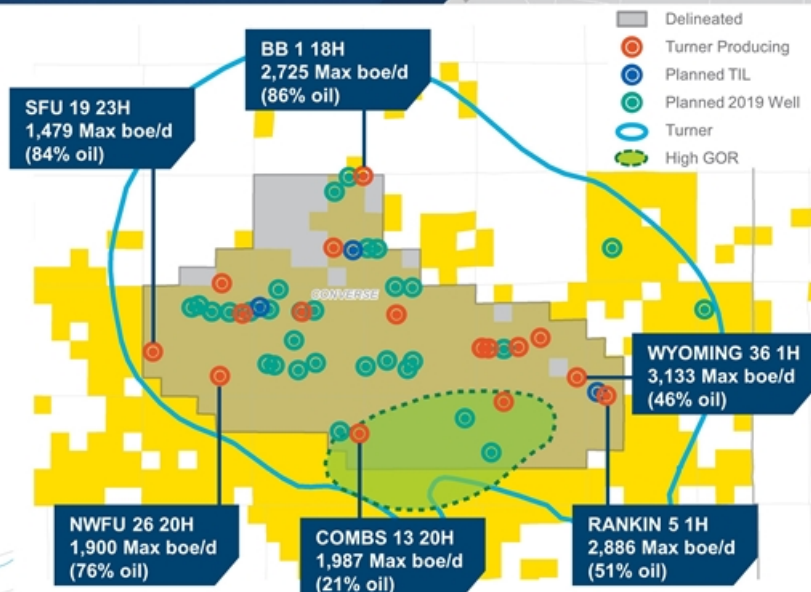 BB 1 18H
2,725 Max boe/d
(86% oil)
Delineated
Turner Producing
Planned TIL
Planned 2019 Well
Turner
High GOR
SFU 19 23H
1,479 Max boe/d
(84% oil)
CONVERSE
WYOMING 36 1H
3,133 Max boe/d
(46% oil)
NWFU 26 20H
1,900 Max boe/d
(76% oil)
COMBS 13 20H
1,987 Max boe/d
(21% oil)
RANKIN 5 1H
2,886 Max boe/d
(51% oil)